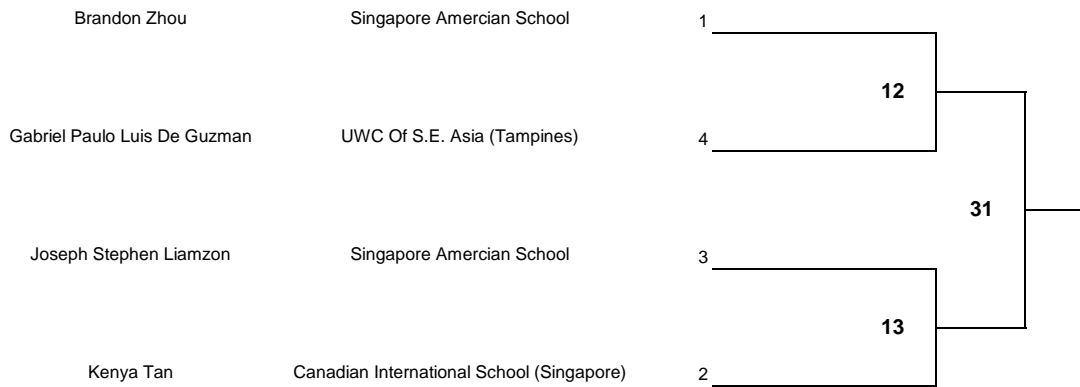 Brandon Zhou Singapore Amercian School 1
12
Gabriel Paulo Luis De Guzman UWC Of S.E. Asia (Tampines) 4
31
Joseph Stephen Liamzon Singapore Amercian School 3
13
Kenya Tan Canadian International School (Singapore) 2